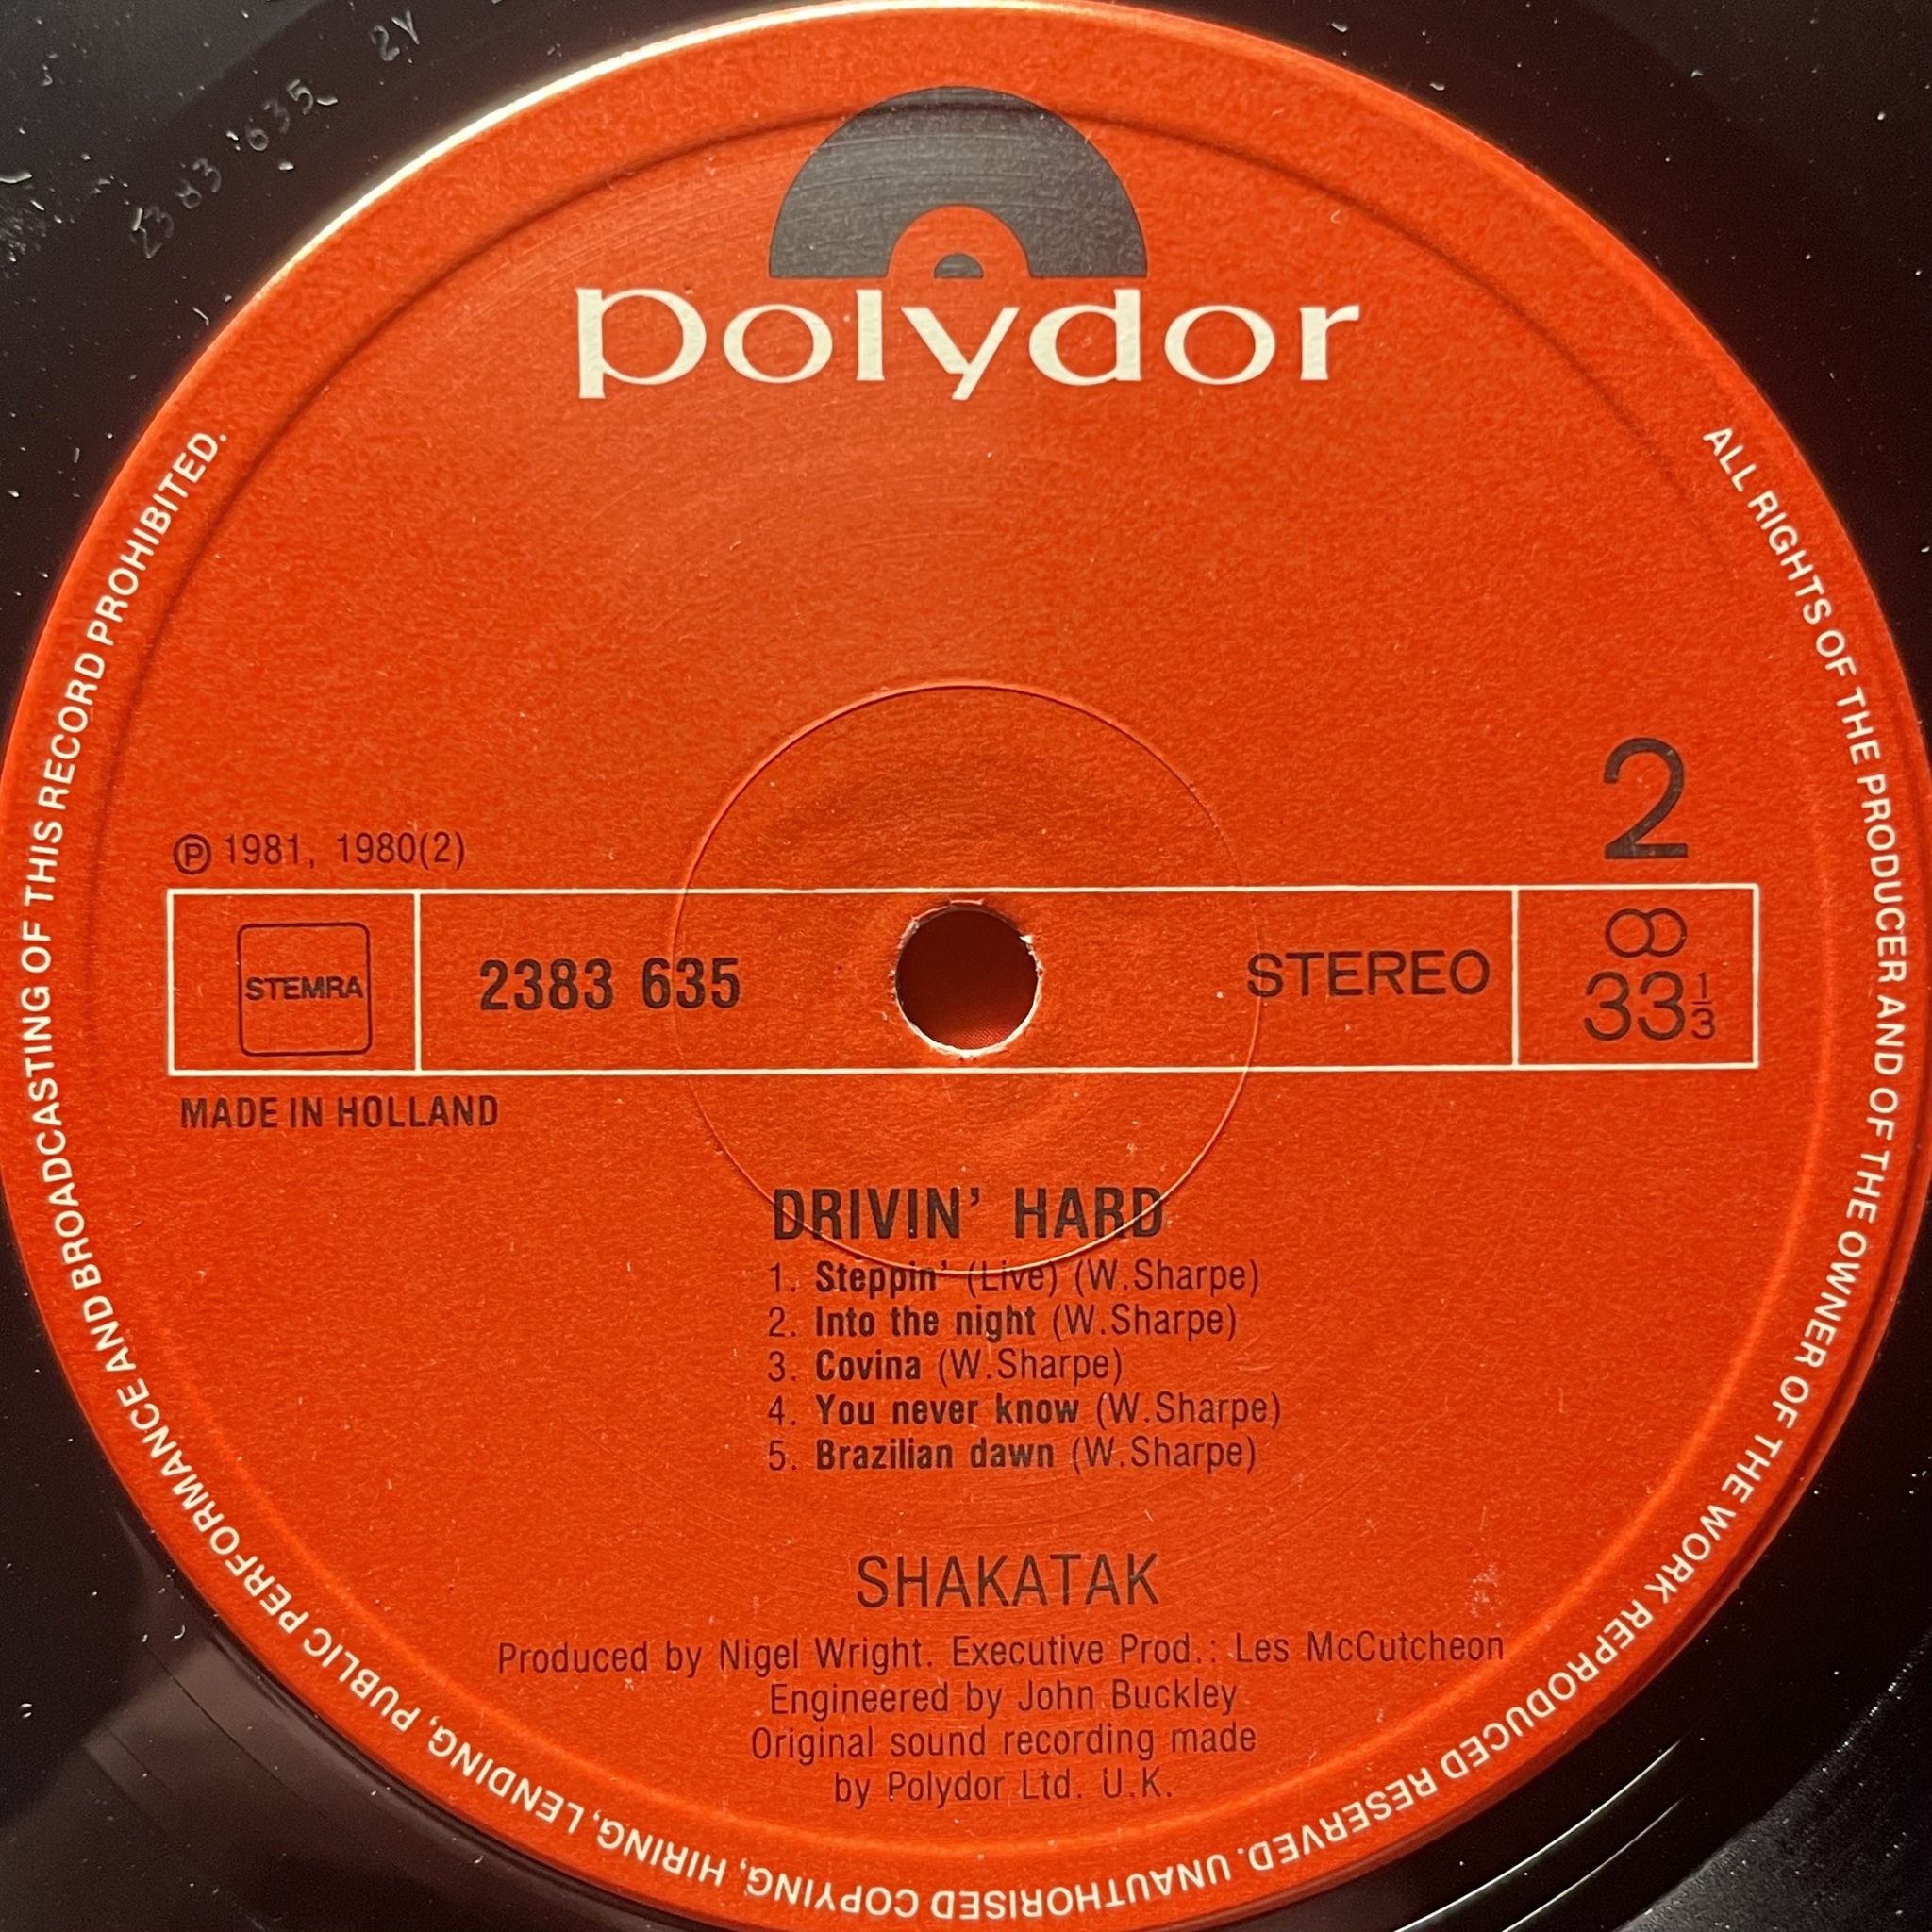 2383 635 2Y
polydor
ALL RIGHTS OF THE PRODUCER AND OF THE OWNER OF THE WORK REPRODUCED RESERVED. UNAUTHORISED COPYING, HIRING, LENDING, PUBLIC PERFORMANCE AND BROADCASTING OF THIS RECORD PROHIBITED.
2
℗ 1981, 1980(2)
STEMRA
2383 635
STEREO
33 1/3
MADE IN HOLLAND
DRIVIN' HARD
1. Steppin' (Live) (W.Sharpe)
2. Into the night (W.Sharpe)
3. Covina (W.Sharpe)
4. You never know (W.Sharpe)
5. Brazilian dawn (W.Sharpe)
SHAKATAK
Produced by Nigel Wright. Executive Prod.: Les McCutcheon
Engineered by John Buckley
Original sound recording made
by Polydor Ltd. U.K.